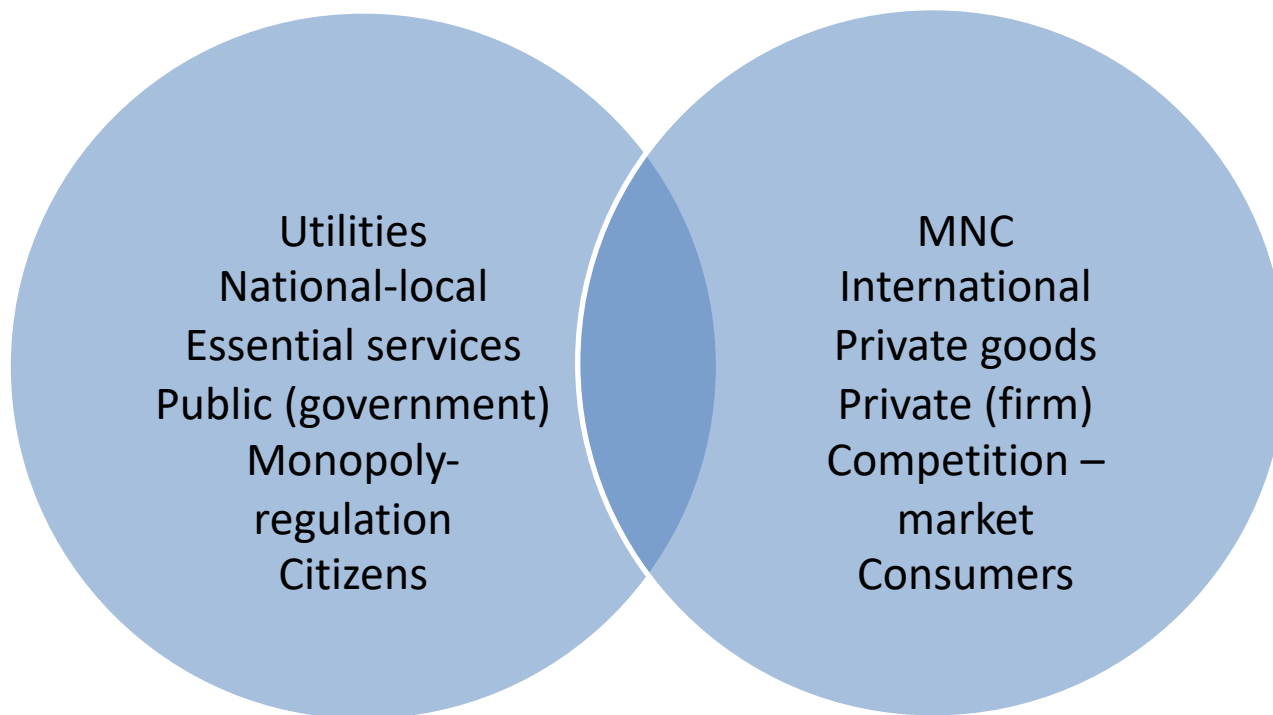 Utilities
National-local
Essential services
Public (government)
Monopoly-
regulation
Citizens
MNC
International
Private goods
Private (firm)
Competition –
market
Consumers